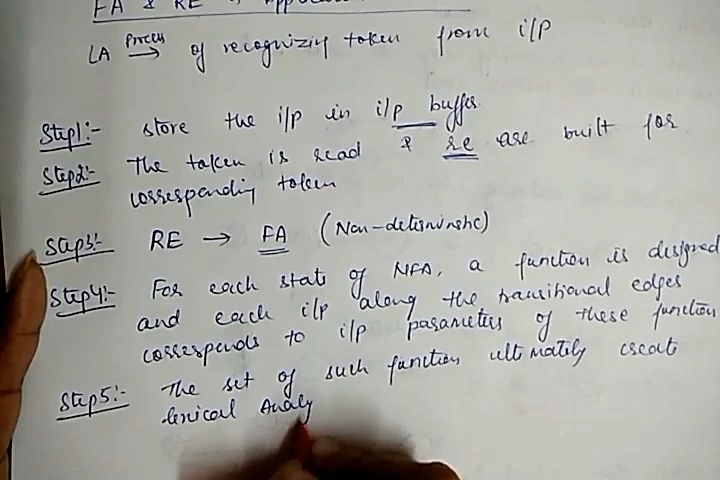 FA & RE
LA Process → of recognizing token from i/p
Step1:- store the i/p in i/p buffer.
Step2:- The token is read & re are built for
corresponding token
Step3:- RE → FA (Non-deterministic)
Step4:- For each state of NFA, a function is designed
and each i/p along the transitional edges
corresponds to i/p parameters of these function
Step5:- The set of such function ultimately create
lexical Analy